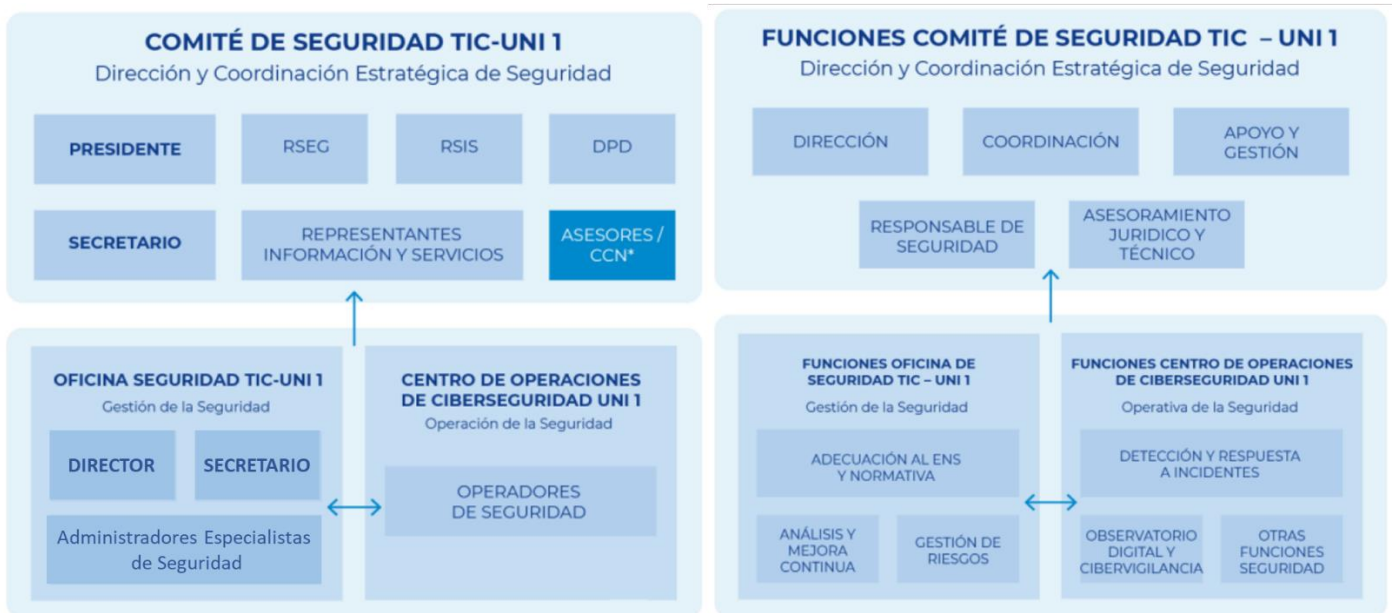 COMITÉ DE SEGURIDAD TIC-UNI 1
Dirección y Coordinación Estratégica de Seguridad
PRESIDENTE
RSEG
RSIS
DPD
SECRETARIO
REPRESENTANTES
INFORMACIÓN Y SERVICIOS
ASESORES /
CCN*
OFICINA SEGURIDAD TIC-UNI 1
Gestión de la Seguridad
DIRECTOR
SECRETARIO
Administradores Especialistas
de Seguridad
CENTRO DE OPERACIONES
DE CIBERSEGURIDAD UNI 1
Operación de la Seguridad
OPERADORES
DE SEGURIDAD
FUNCIONES COMITÉ DE SEGURIDAD TIC – UNI 1
Dirección y Coordinación Estratégica de Seguridad
DIRECCIÓN
COORDINACIÓN
APOYO Y
GESTIÓN
RESPONSABLE DE
SEGURIDAD
ASESORAMIENTO
JURIDICO Y
TÉCNICO
FUNCIONES OFICINA DE
SEGURIDAD TIC – UNI 1
Gestión de la Seguridad
ADECUACIÓN AL ENS
Y NORMATIVA
ANÁLISIS Y
MEJORA
CONTINUA
GESTIÓN DE
RIESGOS
FUNCIONES CENTRO DE OPERACIONES
DE CIBERSEGURIDAD UNI 1
Operativa de la Seguridad
DETECCIÓN Y RESPUESTA
A INCIDENTES
OBSERVATORIO
DIGITAL Y
CIBERVIGILANCIA
OTRAS
FUNCIONES
SEGURIDAD